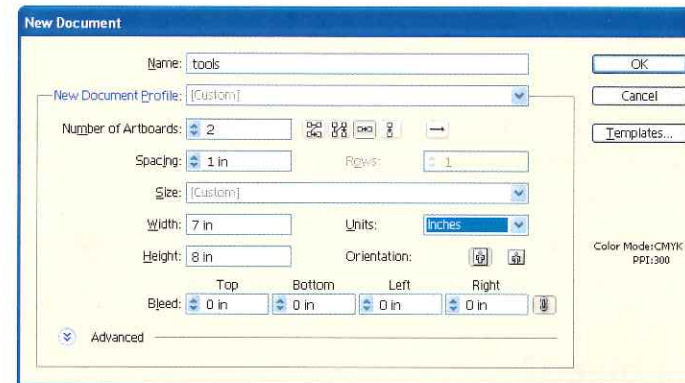 New Document
Name: tools
OK
New Document Profile: [Custom]
Cancel
Number of Artboards: 2
Templates...
Spacing: 1 in Rows: 1
Size: [Custom]
Width: 7 in Units: Inches
Height: 8 in Orientation:
Color Mode:CMYK
PPI:300
Top Bottom Left Right
Bleed: 0 in 0 in 0 in 0 in
Advanced